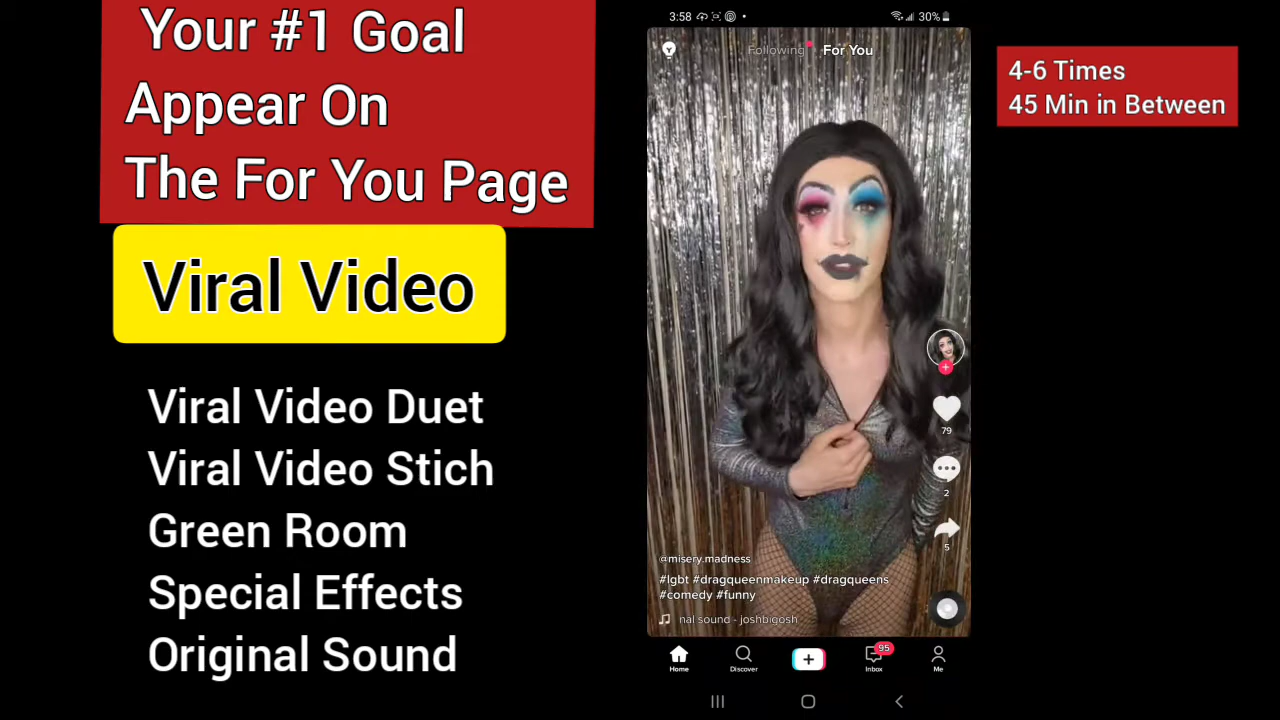 Your #1 Goal
Appear On
The For You Page
Viral Video
Viral Video Duet
Viral Video Stich
Green Room
Special Effects
Original Sound
3:58
30%
Following
For You
79
2
5
@misery.madness
#lgbt #dragqueenmakeup #dragqueens
#comedy #funny
nal sound - joshbigosh
Home
Discover
95
Inbox
Me
4-6 Times
45 Min in Between